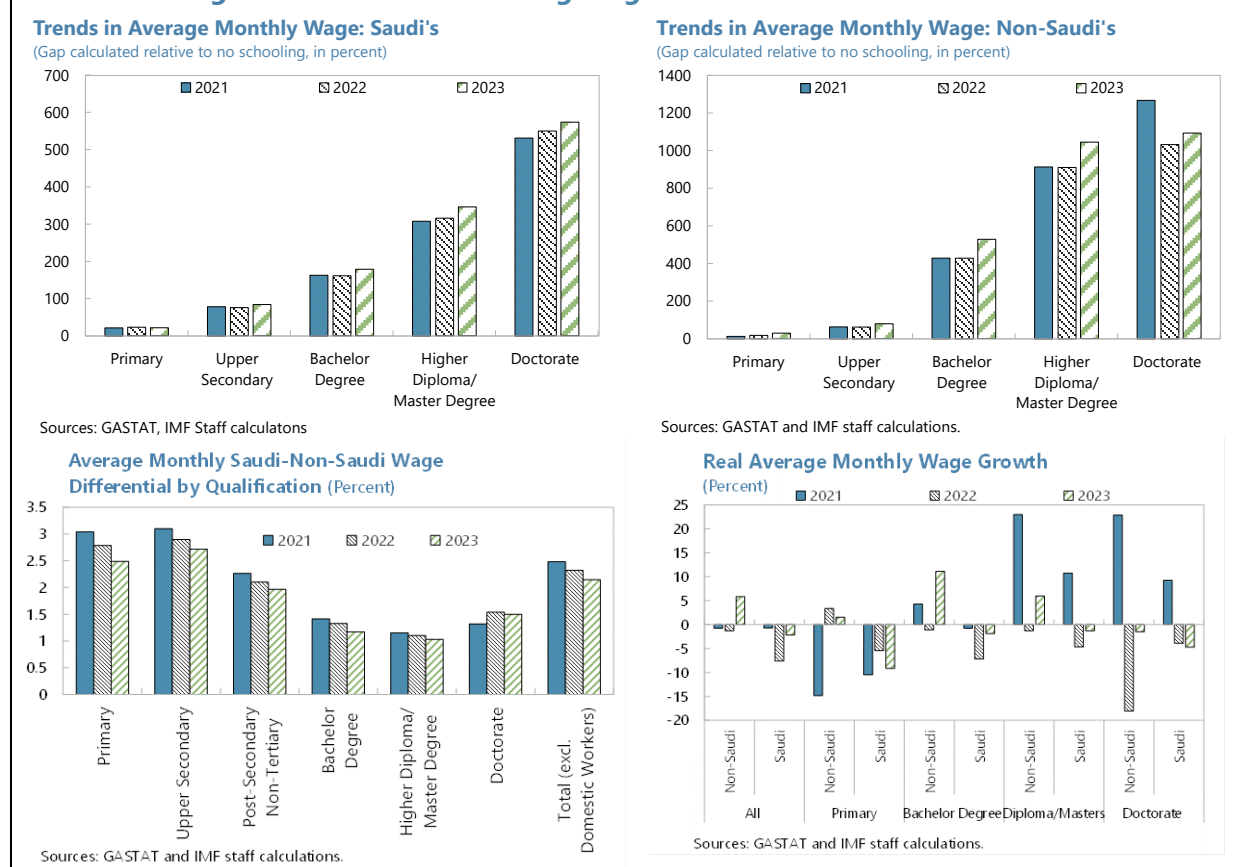 Trends in Average Monthly Wage: Saudi's
(Gap calculated relative to no schooling, in percent)
700
600
500
400
300
200
100
0
2021
2022
2023
Primary
Upper
Secondary
Bachelor
Degree
Higher
Diploma/
Master Degree
Doctorate
Sources: GASTAT, IMF Staff calculatons
Trends in Average Monthly Wage: Non-Saudi's
(Gap calculated relative to no schooling, in percent)
1400
1200
1000
800
600
400
200
0
2021
2022
2023
Primary
Upper
Secondary
Bachelor
Degree
Higher
Diploma/
Master Degree
Doctorate
Sources: GASTAT and IMF staff calculations.
Average Monthly Saudi-Non-Saudi Wage
Differential by Qualification (Percent)
3.5
3
2.5
2
1.5
1
0.5
0
2021
2022
2023
Primary
Upper Secondary
Post-Secondary
Non-Tertiary
Bachelor
Degree
Higher Diploma/
Master Degree
Doctorate
Total (excl.
Domestic Workers)
Sources: GASTAT and IMF staff calculations.
Real Average Monthly Wage Growth
(Percent)
2021
2022
2023
25
20
15
10
5
0
-5
-10
-15
-20
Non-Saudi
Saudi
Non-Saudi
Saudi
Non-Saudi
Saudi
Non-Saudi
Saudi
Non-Saudi
Saudi
All
Primary
Bachelor Degree
Diploma/Masters
Doctorate
Sources: GASTAT and IMF staff calculations.